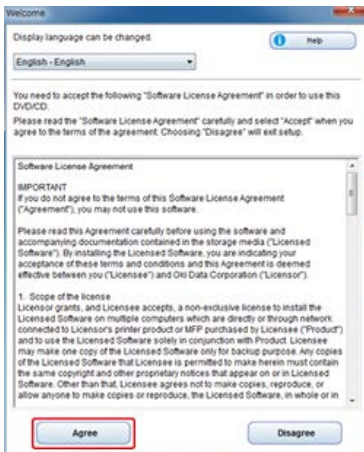 Welcome
Display language can be changed.
Help
English - English
You need to accept the following "Software License Agreement" in order to use this
DVD/CD.
Please read the "Software License Agreement" carefully and select "Accept" when you
agree to the terms of the agreement. Choosing "Disagree" will exit setup.
Software License Agreement
IMPORTANT
If you do not agree to the terms of this Software License Agreement
("Agreement"), you may not use this software.
Please read this Agreement carefully before using the software and
accompanying documentation contained in the storage media ("Licensed
Software"). By installing the Licensed Software, you are indicating your
acceptance of these terms and conditions and this Agreement is deemed
effective between you ("Licensee") and Oki Data Corporation ("Licensor").
1. Scope of the license
Licensor grants, and Licensee accepts, a non-exclusive license to install the
Licensed Software on multiple computers which are directly or through network
connected to Licensor's printer product or MFP purchased by Licensee ("Product")
and to use the Licensed Software solely in conjunction with Product. Licensee
may make one copy of the Licensed Software only for backup purpose. Any copies
of the Licensed Software that Licensee is permitted to make herein must contain
the same copyright and other proprietary notices that appear on or in Licensed
Software. Other than that, Licensee agrees not to make copies, reproduce, or
allow anyone to make copies or reproduce, the Licensed Software, in whole or in
Agree
Disagree